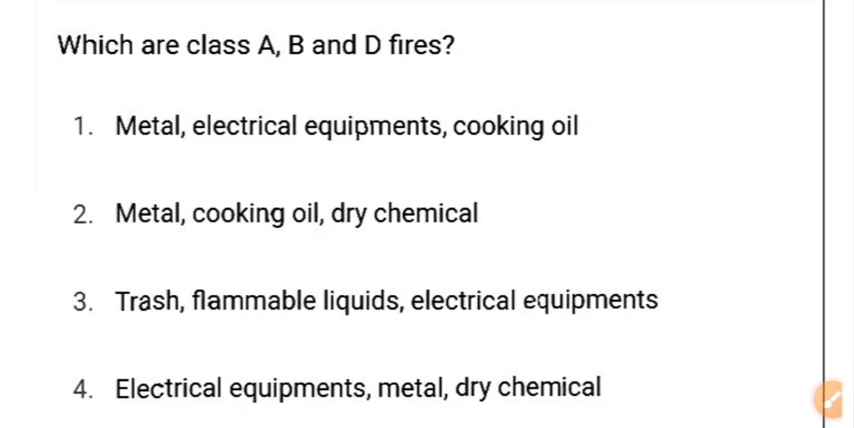 Which are class A, B and D fires?
1. Metal, electrical equipments, cooking oil
2. Metal, cooking oil, dry chemical
3. Trash, flammable liquids, electrical equipments
4. Electrical equipments, metal, dry chemical